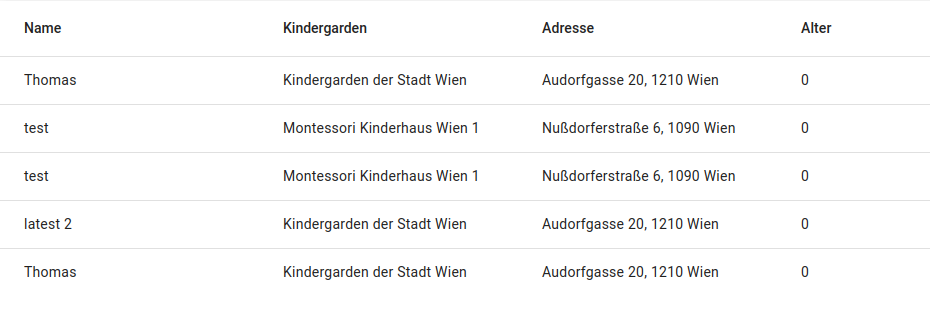 Name Kindergarden Adresse Alter
Thomas Kindergarden der Stadt Wien Audorfgasse 20, 1210 Wien 0
test Montessori Kinderhaus Wien 1 Nußdorferstraße 6, 1090 Wien 0
test Montessori Kinderhaus Wien 1 Nußdorferstraße 6, 1090 Wien 0
latest 2 Kindergarden der Stadt Wien Audorfgasse 20, 1210 Wien 0
Thomas Kindergarden der Stadt Wien Audorfgasse 20, 1210 Wien 0